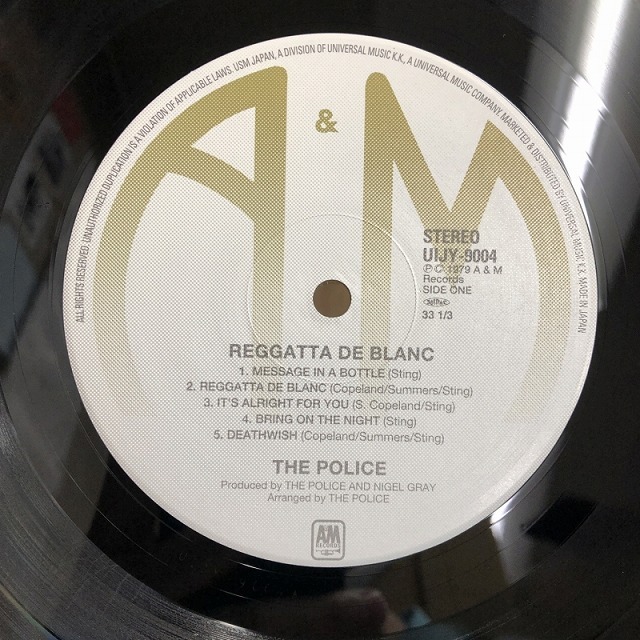 ALL RIGHTS RESERVED. UNAUTHORIZED DUPLICATION IS A VIOLATION OF APPLICABLE LAWS. USM JAPAN, A DIVISION OF UNIVERSAL MUSIC K.K., A UNIVERSAL MUSIC COMPANY. MARKETED & DISTRIBUTED BY UNIVERSAL MUSIC K.K. MADE IN JAPAN
A & M
STEREO
UIJY-9004
Ⓟ © 1979 A & M
Records
SIDE ONE
33 1/3
REGGATTA DE BLANC
1. MESSAGE IN A BOTTLE (Sting)
2. REGGATTA DE BLANC (Copeland/Summers/Sting)
3. IT'S ALRIGHT FOR YOU (S. Copeland/Sting)
4. BRING ON THE NIGHT (Sting)
5. DEATHWISH (Copeland/Summers/Sting)
THE POLICE
Produced by THE POLICE AND NIGEL GRAY
Arranged by THE POLICE
A&M
RECORDS